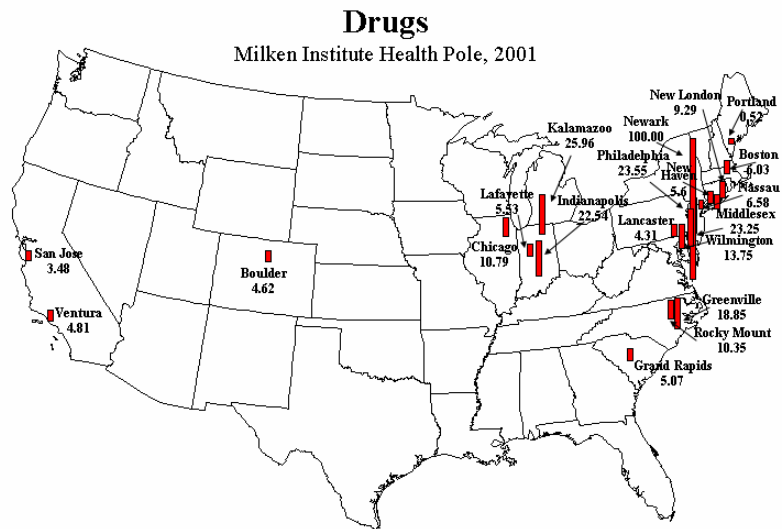 Drugs
Milken Institute Health Pole, 2001
New London
9.29
Portland
0.52
Newark
100.00
Kalamazoo
25.96
Boston
6.03
Philadelphia
23.55
New
Haven
5.6
Nassau
6.58
Lafayette
5.53
Indianapolis
22.54
Middlesex
23.25
Lancaster
4.31
Wilmington
13.75
Chicago
10.79
San Jose
3.48
Boulder
4.62
Ventura
4.81
Greenville
18.85
Rocky Mount
10.35
Grand Rapids
5.07